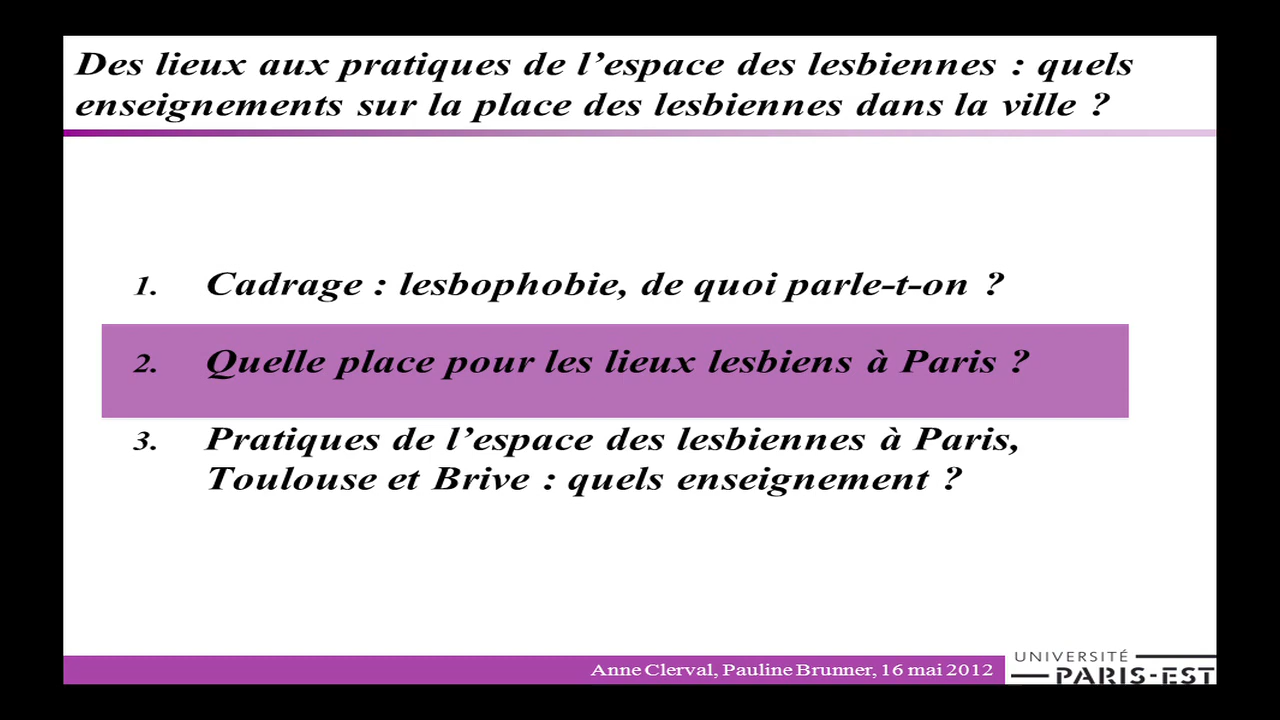 Des lieux aux pratiques de l’espace des lesbiennes : quels
enseignements sur la place des lesbiennes dans la ville ?
1. Cadrage : lesbophobie, de quoi parle-t-on ?
2. Quelle place pour les lieux lesbiens à Paris ?
3. Pratiques de l’espace des lesbiennes à Paris,
Toulouse et Brive : quels enseignement ?
Anne Clerval, Pauline Brunner, 16 mai 2012
UNIVERSITÉ
PARIS-EST